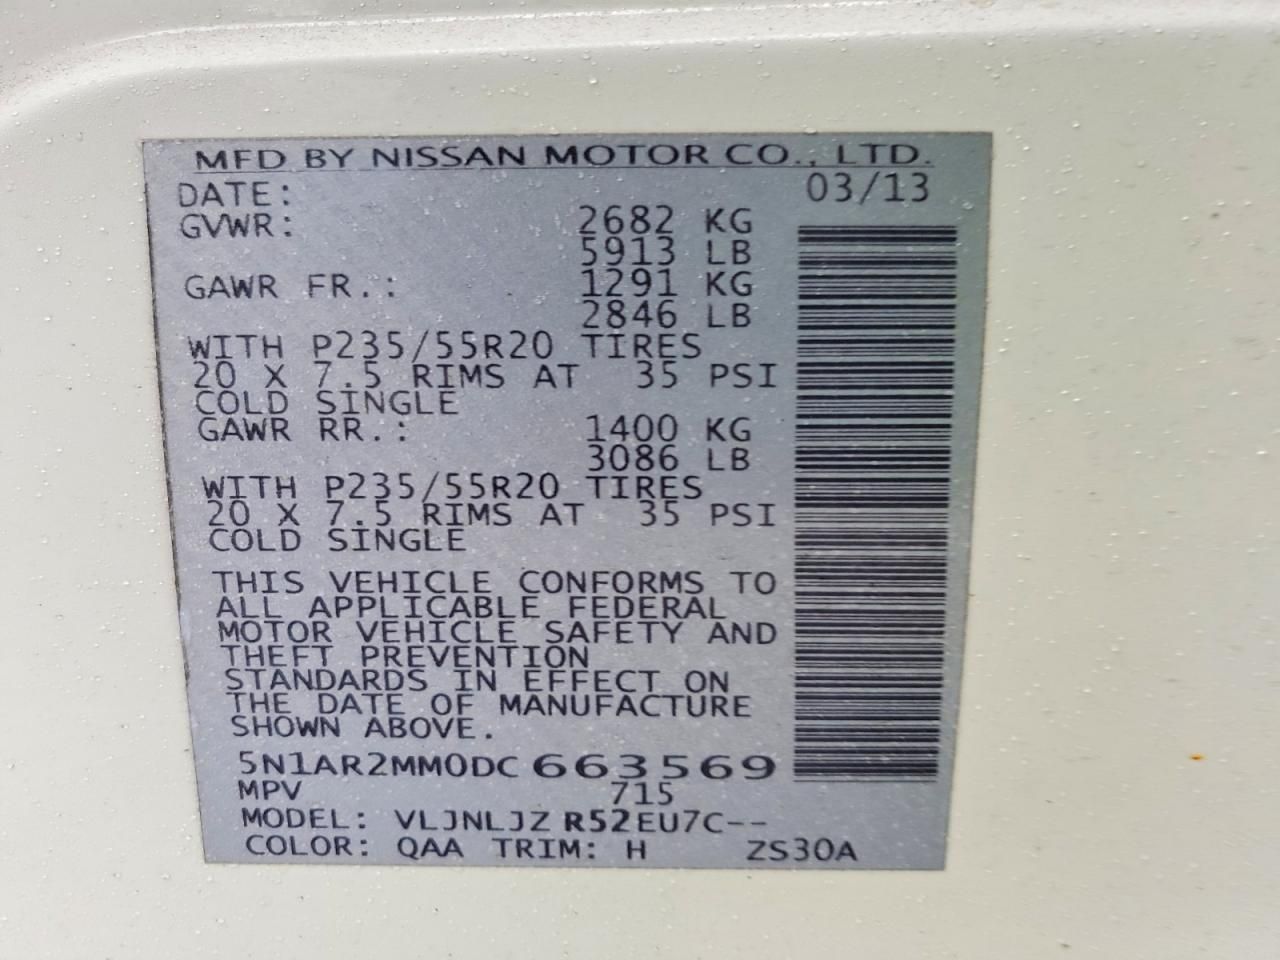 MFD BY NISSAN MOTOR CO., LTD.
DATE: 03/13
GVWR: 2682 KG
5913 LB
GAWR FR.: 1291 KG
2846 LB
WITH P235/55R20 TIRES
20 X 7.5 RIMS AT 35 PSI
COLD SINGLE
GAWR RR.: 1400 KG
3086 LB
WITH P235/55R20 TIRES
20 X 7.5 RIMS AT 35 PSI
COLD SINGLE
THIS VEHICLE CONFORMS TO
ALL APPLICABLE FEDERAL
MOTOR VEHICLE SAFETY AND
THEFT PREVENTION
STANDARDS IN EFFECT ON
THE DATE OF MANUFACTURE
SHOWN ABOVE.
5N1AR2MM0DC 663569
MPV 715
MODEL: VLJNLJZ R52EU7C--
COLOR: QAA TRIM: H ZS30A